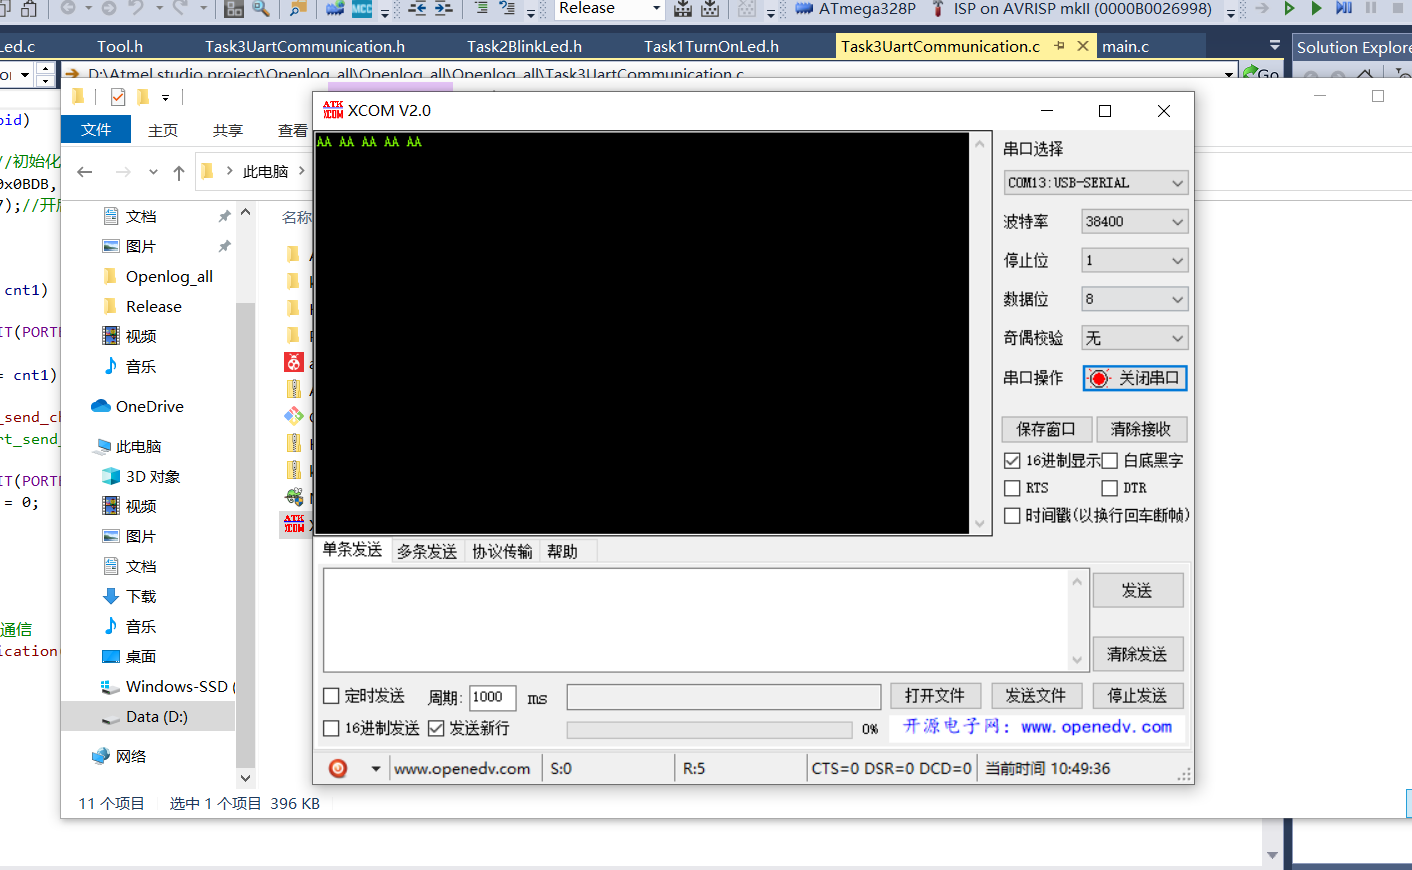 Release
ATmega328P
ISP on AVRISP mkII (0000B0026998)
Led.c
Tool.h
Task3UartCommunication.h
Task2BlinkLed.h
Task1TurnOnLed.h
Task3UartCommunication.c
main.c
Solution Explore
D:\Atmel studio project\Openlog_all\Openlog_all\Openlog_all\Task3UartCommunication.c
Go
oid)
//初始化
0x0BDB,
7);//开启
cnt1)
IT(PORT
= cnt1)
_send_c
rt_send_
IT(PORT
= 0;
通信
ication
文件
主页
共享
查看
此电脑
名称
文档
图片
Openlog_all
Release
视频
音乐
OneDrive
此电脑
3D 对象
视频
图片
文档
下载
音乐
桌面
Windows-SSD (
Data (D:)
网络
11 个项目
选中 1 个项目 396 KB
ATK
XCOM
XCOM V2.0
AA AA AA AA AA
串口选择
COM13:USB-SERIAL
波特率
38400
停止位
1
数据位
8
奇偶校验
无
串口操作
关闭串口
保存窗口
清除接收
16进制显示
白底黑字
RTS
DTR
时间戳(以换行回车断帧)
单条发送
多条发送
协议传输
帮助
发送
清除发送
定时发送
周期:
1000
ms
打开文件
发送文件
停止发送
16进制发送
发送新行
0%
开源电子网：www.openedv.com
www.openedv.com
S:0
R:5
CTS=0 DSR=0 DCD=0
当前时间 10:49:36